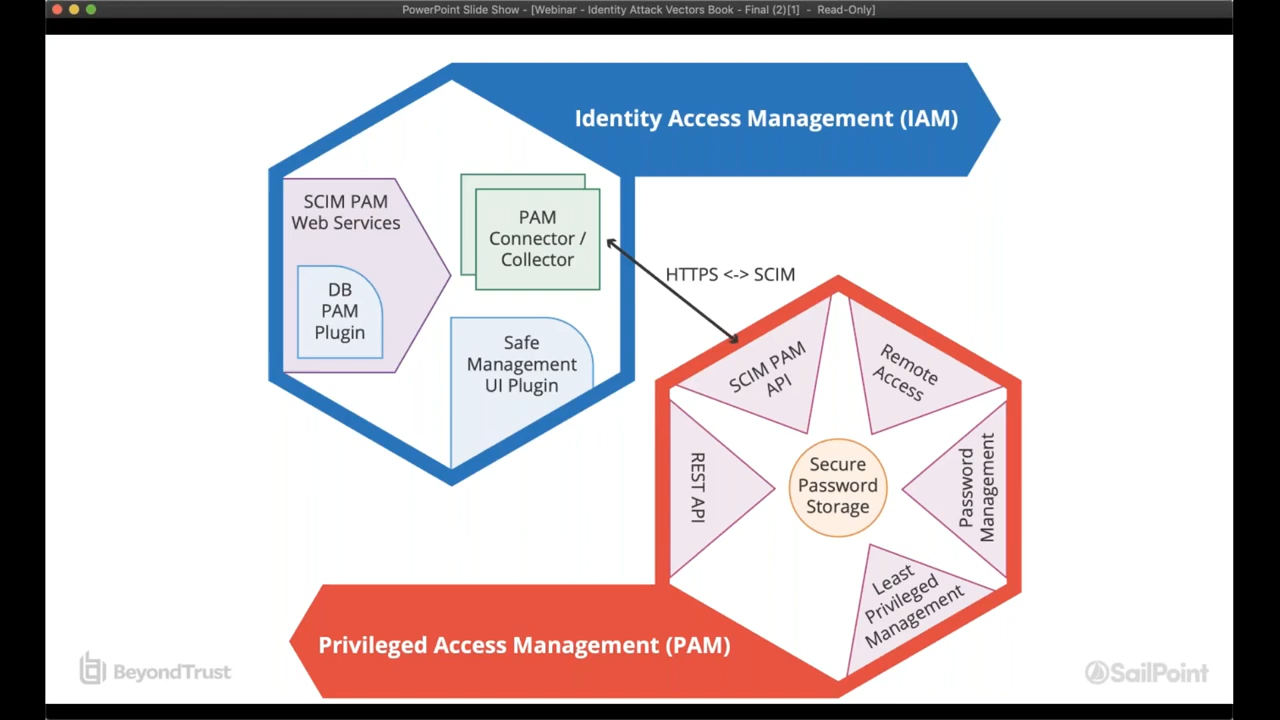 PowerPoint Slide Show - [Webinar - Identity Attack Vectors Book - Final (2)[1] - Read-Only]
Identity Access Management (IAM)
SCIM PAM
Web Services
DB
PAM
Plugin
PAM
Connector /
Collector
Safe
Management
UI Plugin
HTTPS <-> SCIM
SCIM PAM
API
Remote
Access
REST API
Secure
Password
Storage
Password
Management
Least
Privileged
Management
Privileged Access Management (PAM)
BeyondTrust
SailPoint